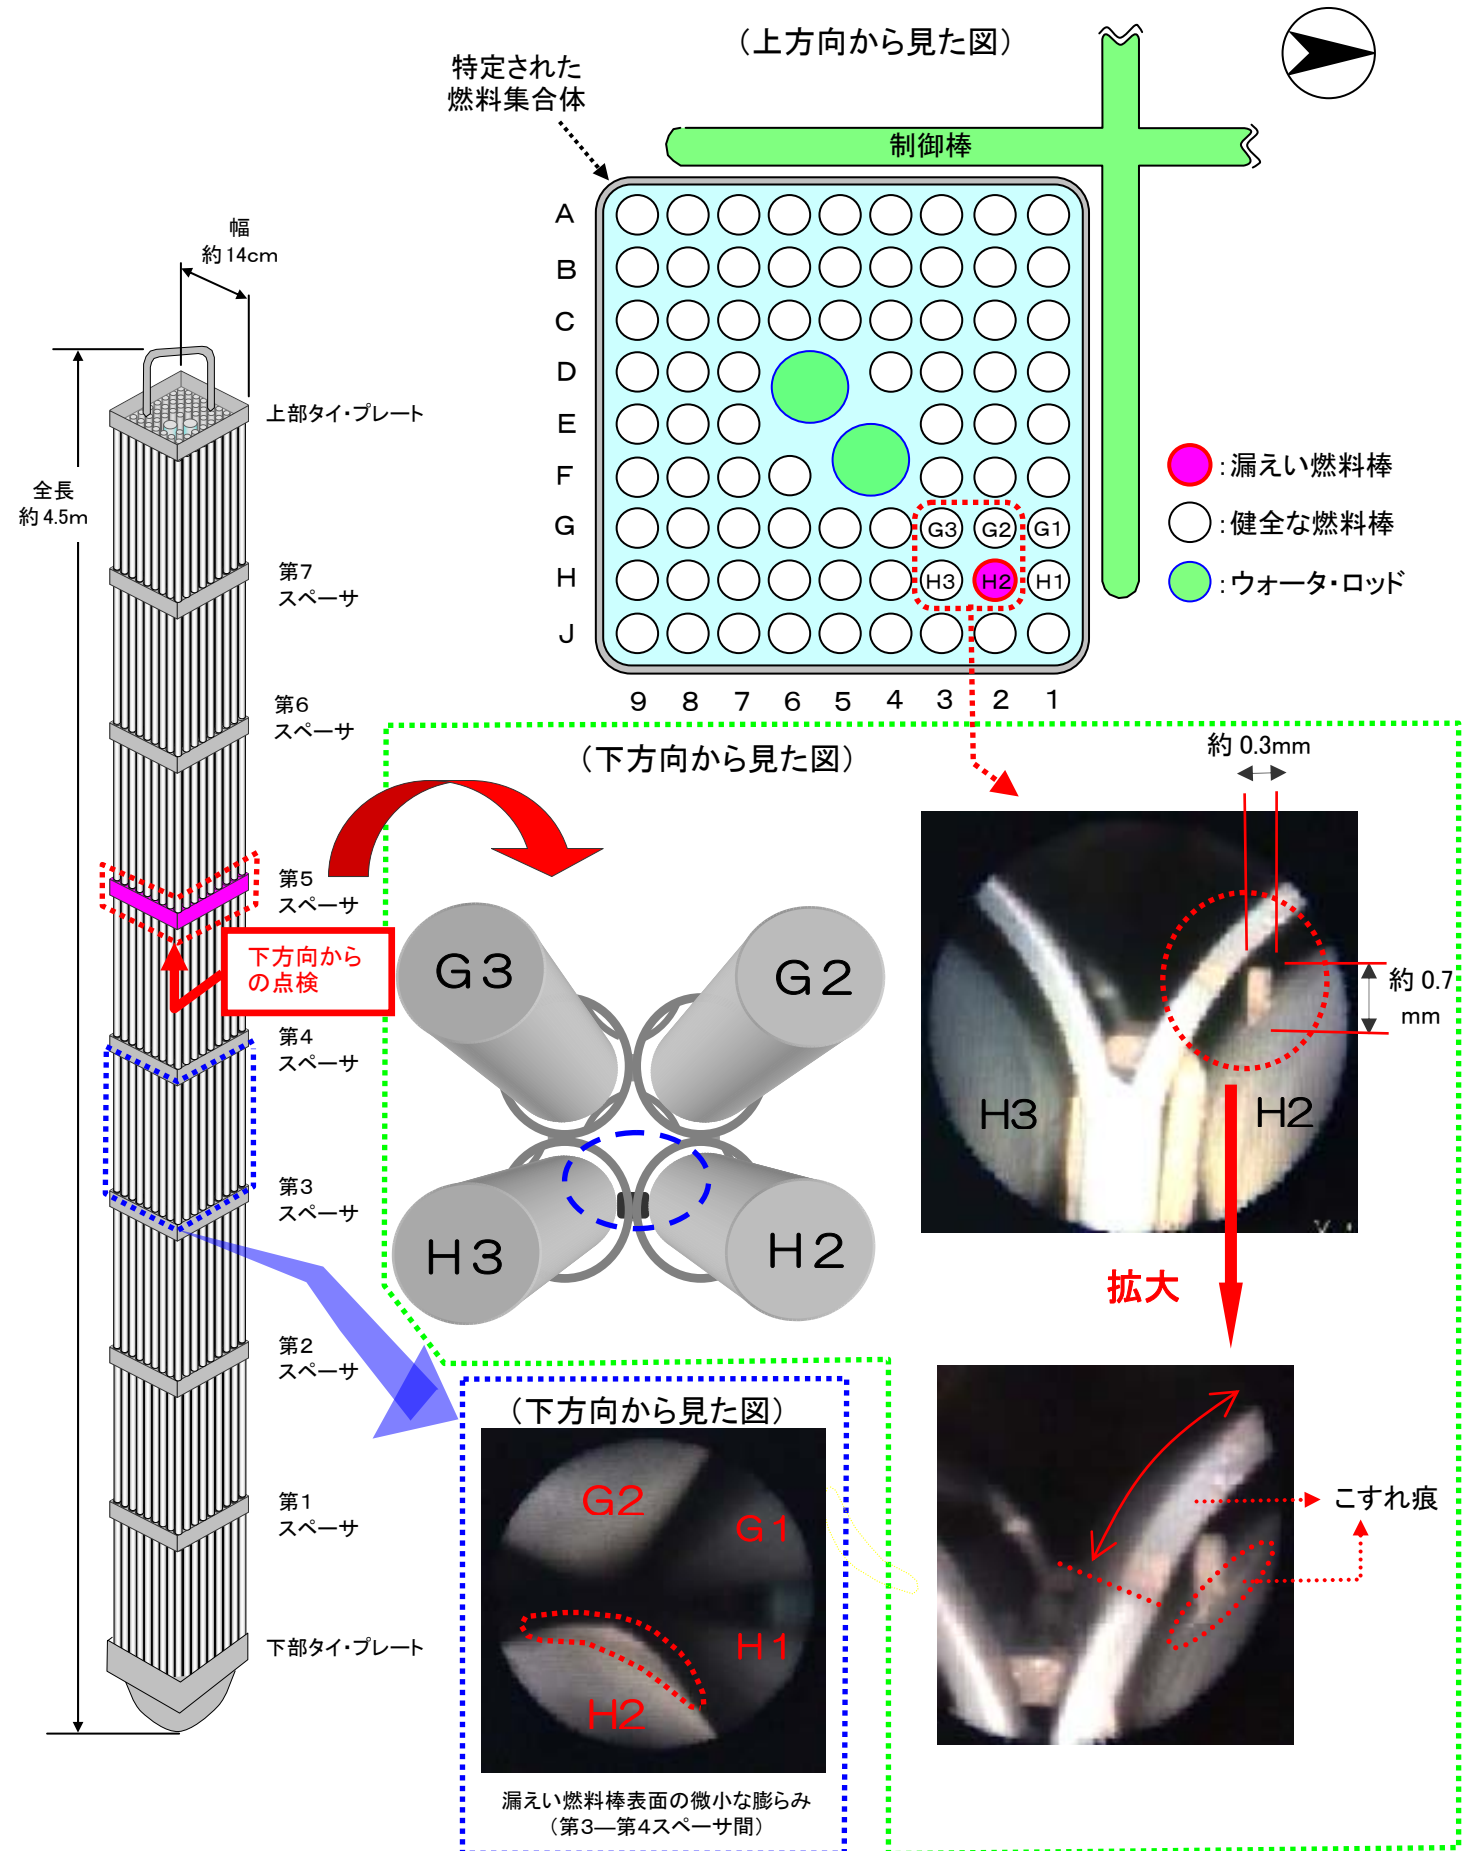 （上方向から見た図）
特定された
燃料集合体
制御棒
A
B
C
D
E
F
G
H
J
G3
G2
G1
H3
H2
H1
9 8 7 6 5 4 3 2 1
：漏えい燃料棒
：健全な燃料棒
：ウォータ・ロッド
幅
約14cm
全長
約4.5m
上部タイ・プレート
第7
スペーサ
第6
スペーサ
第5
スペーサ
下方向から
の点検
第4
スペーサ
第3
スペーサ
第2
スペーサ
第1
スペーサ
下部タイ・プレート
（下方向から見た図）
G3
G2
H3
H2
約 0.3mm
約 0.7
mm
H3
H2
拡大
こすれ痕
（下方向から見た図）
G2
G1
H1
H2
漏えい燃料棒表面の微小な膨らみ
（第3―第4スペーサ間）